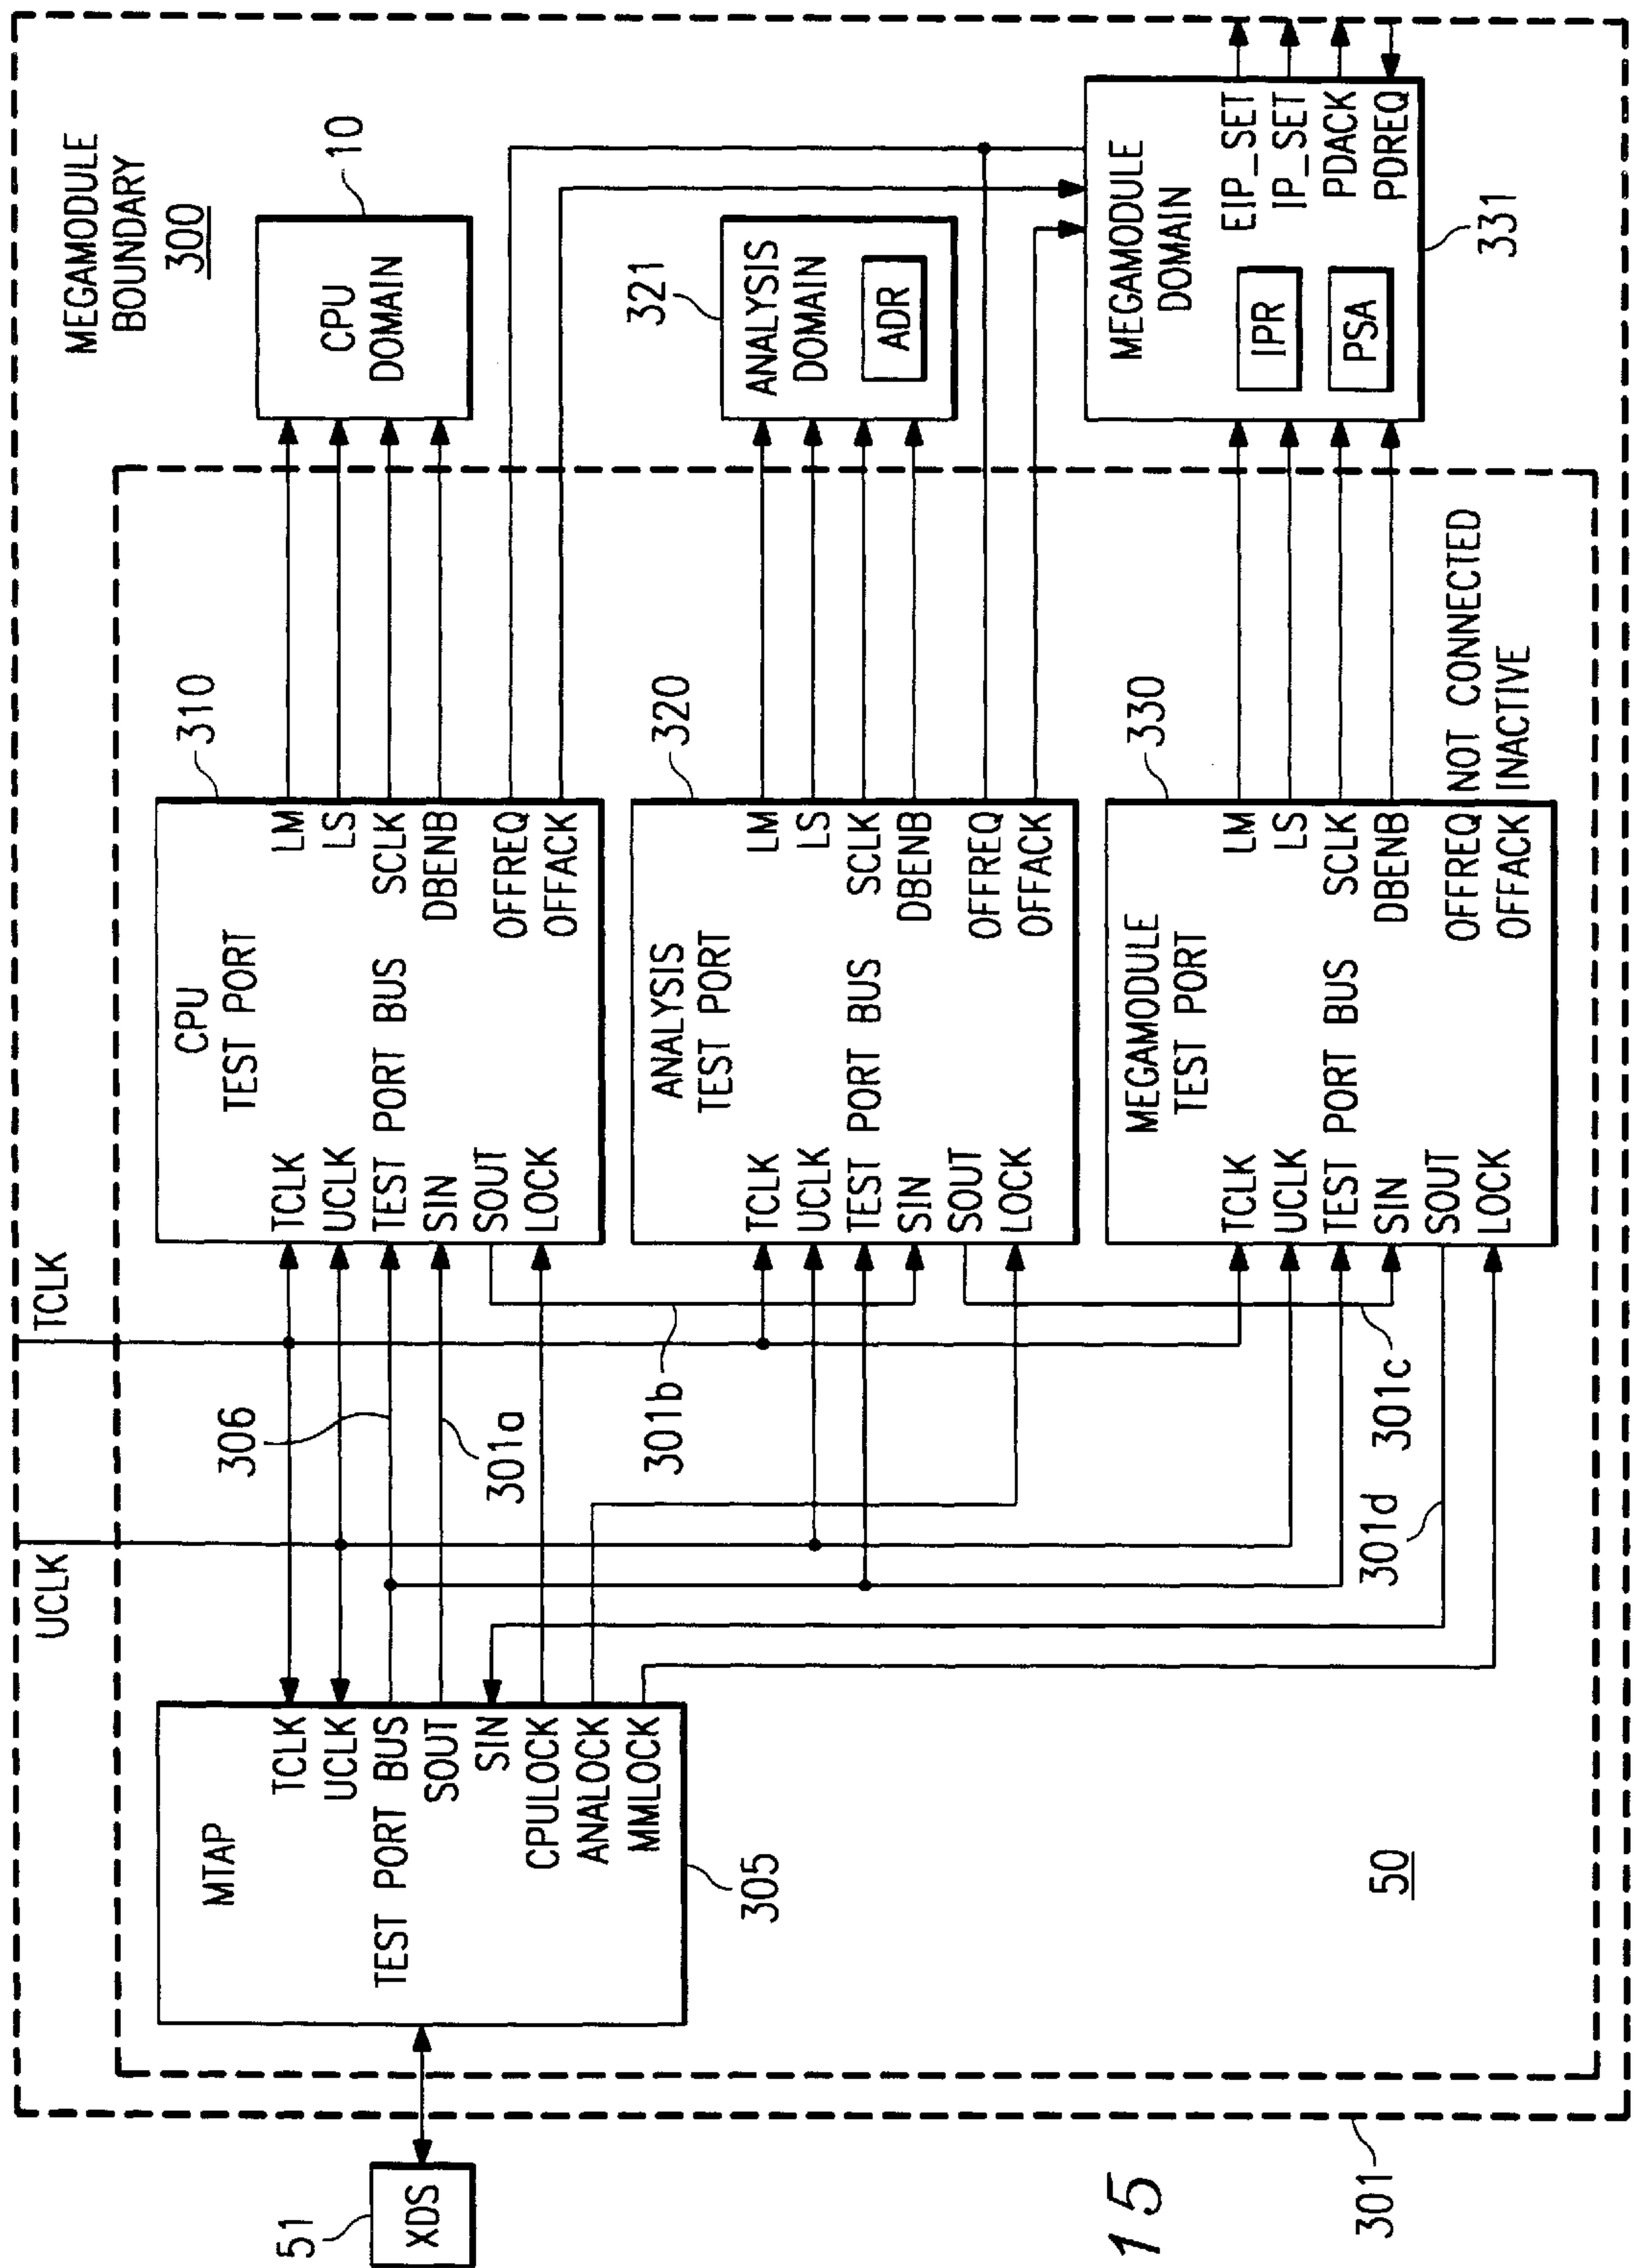 MEGAMODULE
BOUNDARY
300
UCLK
TCLK
51
XDS
MTAP
TCLK
UCLK
TEST PORT BUS
SOUT
SIN
CPULOCK
ANALOCK
MMLOCK
305
306
301a
301b
301c
301d
CPU
TEST PORT
310
TCLK
UCLK
TEST PORT BUS
SIN
SOUT
LOCK
LM
LS
SCLK
DBENB
OFFREQ
OFFACK
CPU
DOMAIN
10
ANALYSIS
TEST PORT
320
TCLK
UCLK
TEST PORT BUS
SIN
SOUT
LOCK
LM
LS
SCLK
DBENB
OFFREQ
OFFACK
321
ANALYSIS
DOMAIN
ADR
MEGAMODULE
TEST PORT
330
TCLK
UCLK
TEST PORT BUS
SIN
SOUT
LOCK
LM
LS
SCLK
DBENB
OFFREQ NOT CONNECTED
OFFACK INACTIVE
MEGAMODULE
DOMAIN
IPR
PSA
EIP_SET
IP_SET
PDACK
PDREQ
331
50
301
15